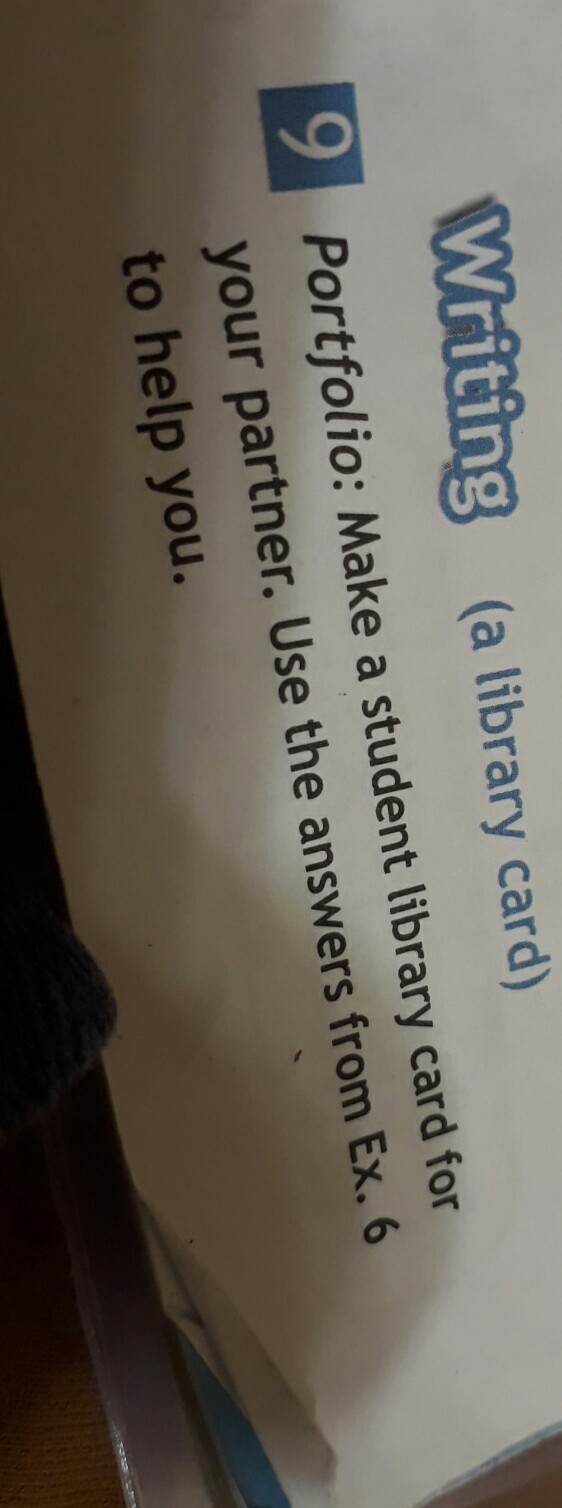 Writing (a library card)
9 Portfolio: Make a student library card for
your partner. Use the answers from Ex. 6
to help you.